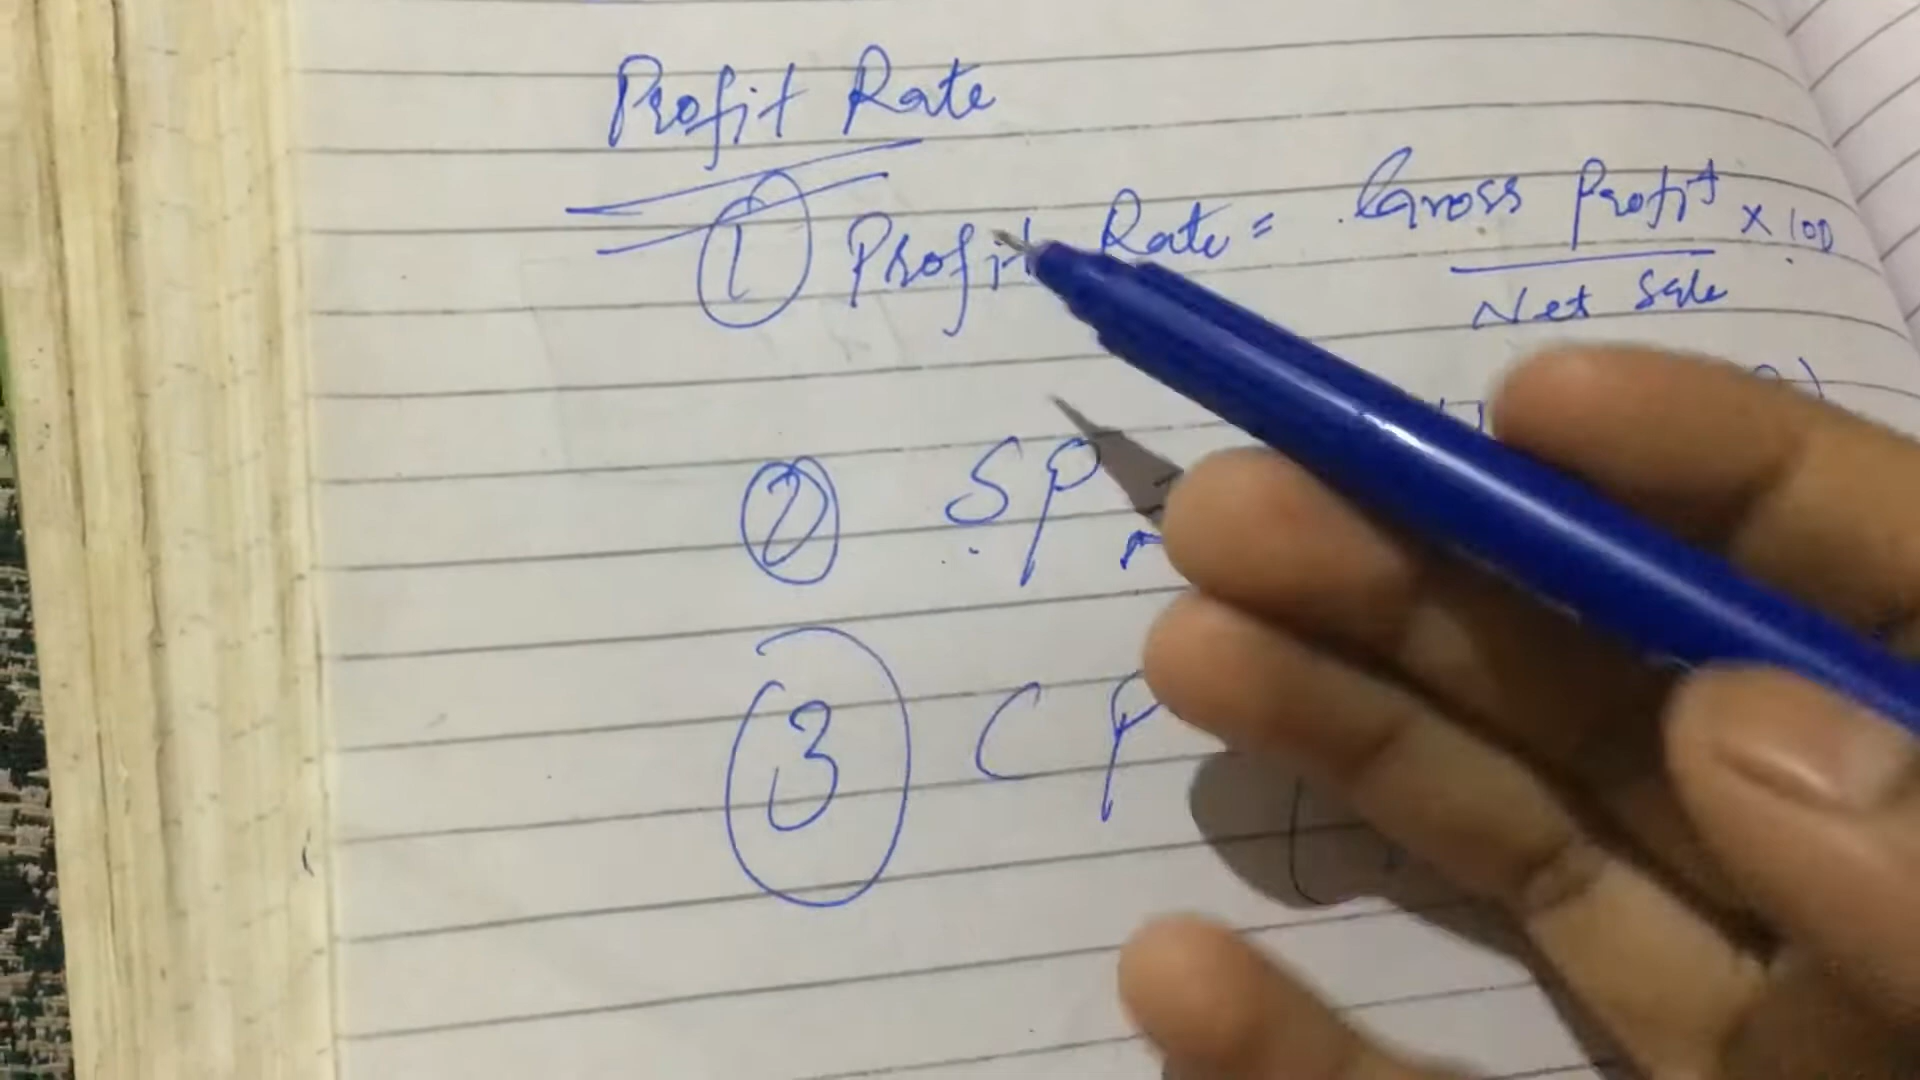 Profit Rate
① Profit Rate = Gross Profit × 100
Net Sale
② SP
③ CP